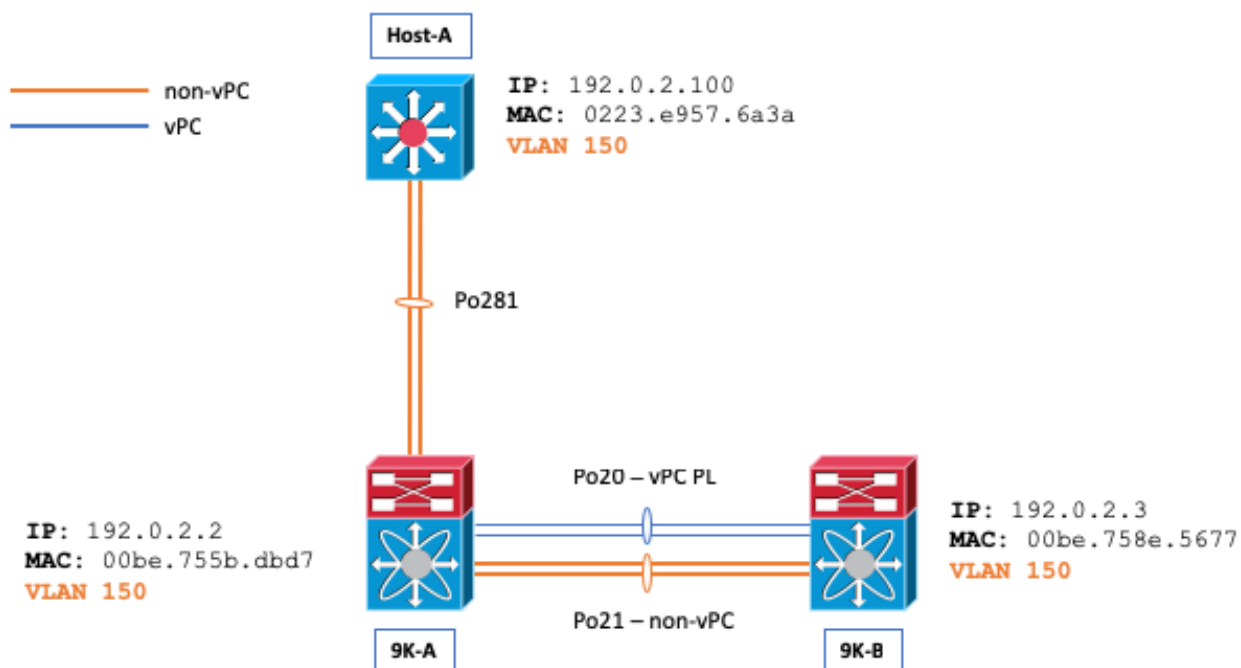 Host-A
non-vPC
vPC
IP: 192.0.2.100
MAC: 0223.e957.6a3a
VLAN 150
Po281
Po20 – vPC PL
IP: 192.0.2.2
MAC: 00be.755b.dbd7
VLAN 150
IP: 192.0.2.3
MAC: 00be.758e.5677
VLAN 150
Po21 – non-vPC
9K-A
9K-B